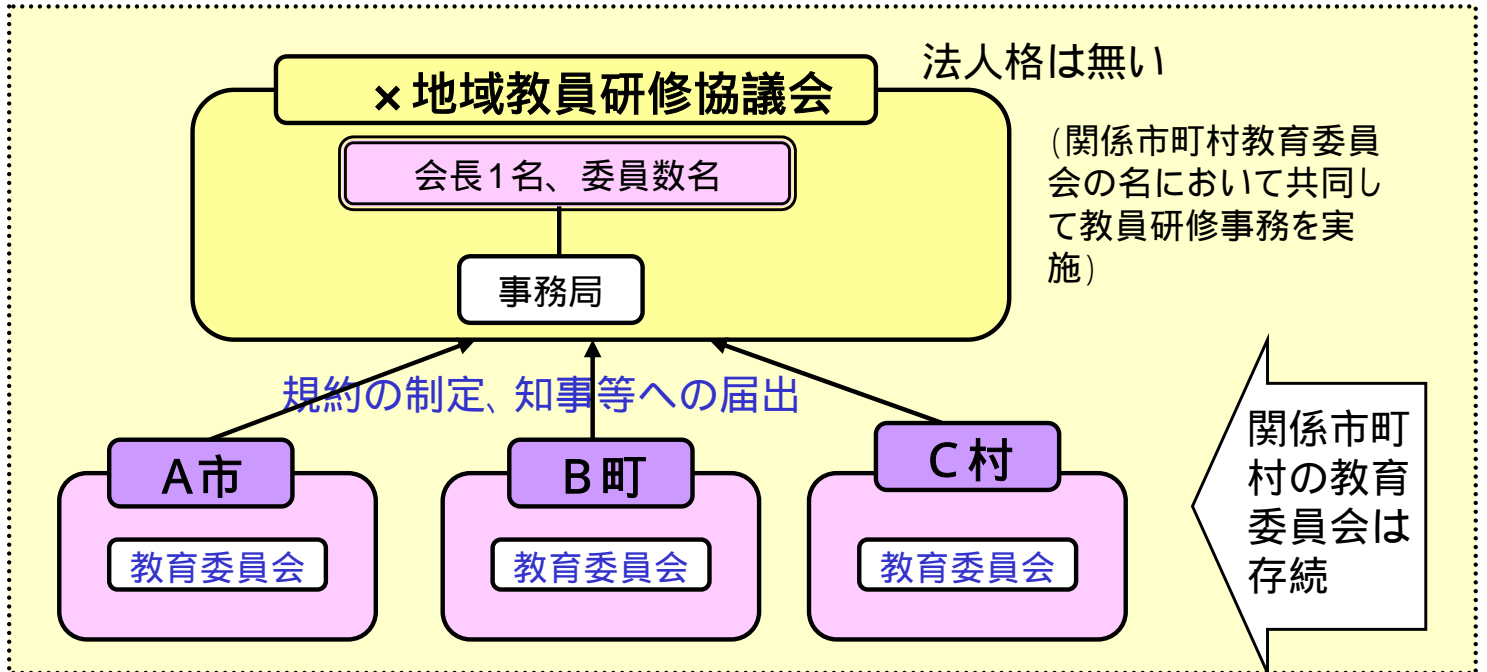 法人格は無い
×地域教員研修協議会
会長1名、委員数名
事務局
(関係市町村教育委員
会の名において共同し
て教員研修事務を実
施)
規約の制定、知事等への届出
A市
B町
C村
教育委員会
教育委員会
教育委員会
関係市町
村の教育
委員会は
存続